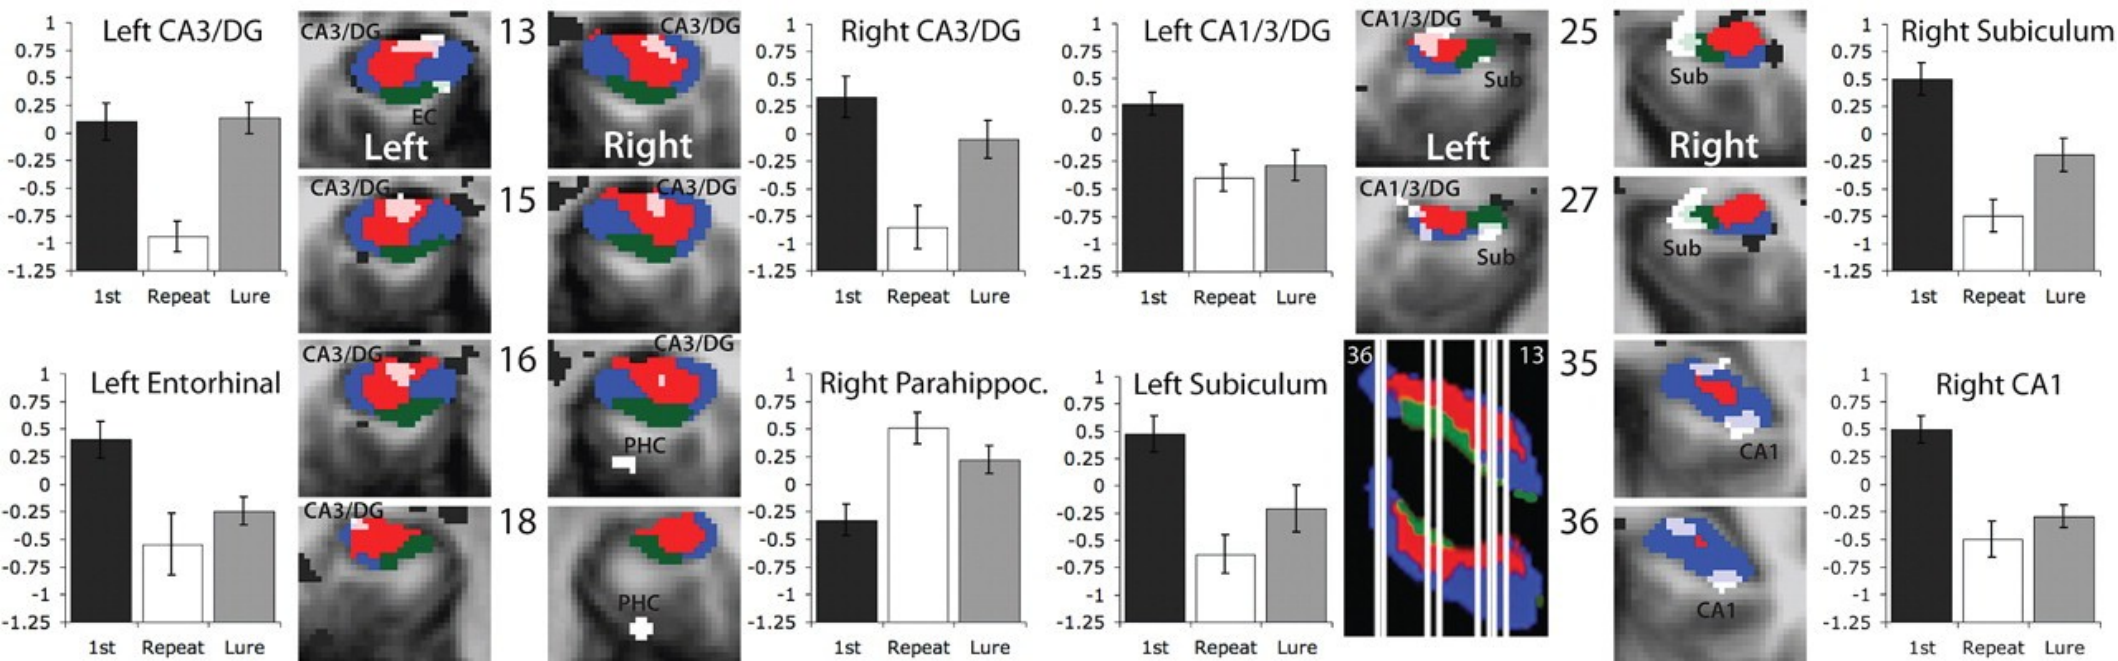 Left CA3/DG
1
0.75
0.5
0.25
0
-0.25
-0.5
-0.75
-1
-1.25
1st Repeat Lure
Left Entorhinal
1
0.75
0.5
0.25
0
-0.25
-0.5
-0.75
-1
-1.25
1st Repeat Lure
CA3/DG
EC
Left
13
CA3/DG
Right
CA3/DG
15
CA3/DG
CA3/DG
16
CA3/DG
PHC
CA3/DG
18
PHC
Right CA3/DG
1
0.75
0.5
0.25
0
-0.25
-0.5
-0.75
-1
-1.25
1st Repeat Lure
Right Parahippoc.
1
0.75
0.5
0.25
0
-0.25
-0.5
-0.75
-1
-1.25
1st Repeat Lure
Left CA1/3/DG
1
0.75
0.5
0.25
0
-0.25
-0.5
-0.75
-1
-1.25
1st Repeat Lure
Left Subiculum
1
0.75
0.5
0.25
0
-0.25
-0.5
-0.75
-1
-1.25
1st Repeat Lure
CA1/3/DG
Sub
Left
25
Sub
Right
CA1/3/DG
Sub
27
Sub
36 13
35
CA1
36
CA1
Right Subiculum
1
0.75
0.5
0.25
0
-0.25
-0.5
-0.75
-1
-1.25
1st Repeat Lure
Right CA1
1
0.75
0.5
0.25
0
-0.25
-0.5
-0.75
-1
-1.25
1st Repeat Lure